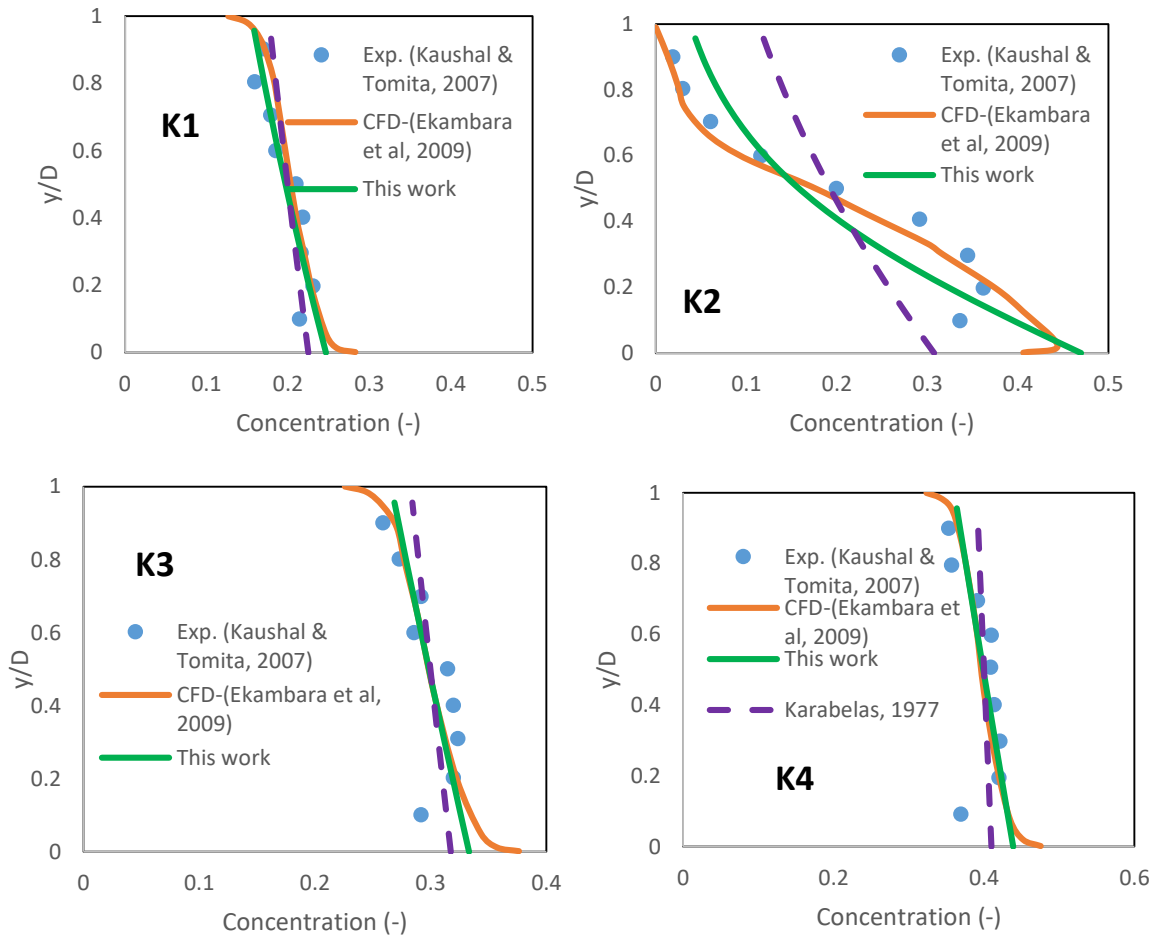 1
0.8
0.6
0.4
0.2
0
y/D
K1
Exp. (Kaushal &
Tomita, 2007)
CFD-(Ekambara
et al, 2009)
This work
0 0.1 0.2 0.3 0.4 0.5
Concentration (-)
1
0.8
0.6
0.4
0.2
0
y/D
Exp. (Kaushal &
Tomita, 2007)
CFD-(Ekambara
et al, 2009)
This work
K2
0 0.1 0.2 0.3 0.4 0.5
Concentration (-)
1
0.8
0.6
0.4
0.2
0
y/D
K3
Exp. (Kaushal &
Tomita, 2007)
CFD-(Ekambara et al,
2009)
This work
0 0.1 0.2 0.3 0.4
Concentration (-)
1
0.8
0.6
0.4
0.2
0
y/D
Exp. (Kaushal &
Tomita, 2007)
CFD-(Ekambara et
al, 2009)
This work
Karabelas, 1977
K4
0 0.2 0.4 0.6
Concentration (-)